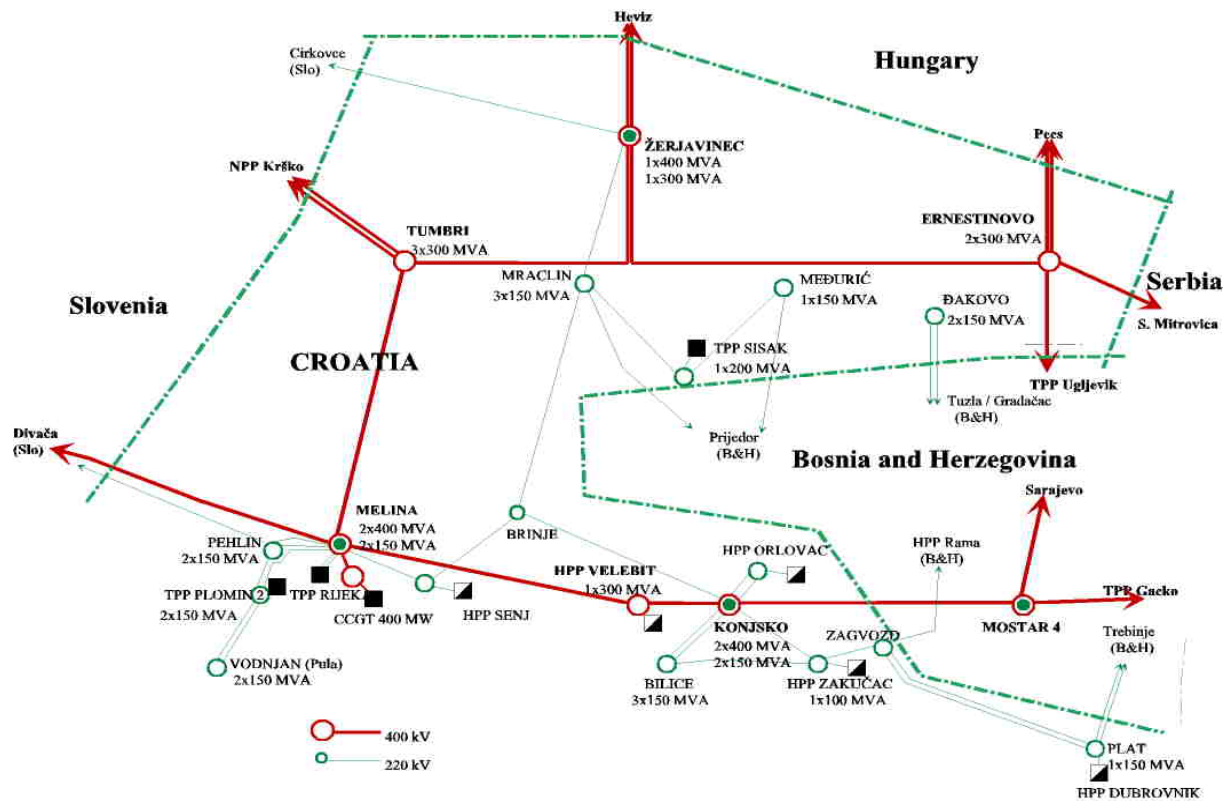 Heviz
Cirkovce
(Slo)
Hungary
ŽERJAVINEC
1x400 MVA
1x300 MVA
Pecs
NPP Krško
TUMBRI
3x300 MVA
ERNESTINOVO
2x300 MVA
MRACLIN
3x150 MVA
MEĐURIĆ
1x150 MVA
Serbia
Slovenia
ĐAKOVO
2x150 MVA
S. Mitrovica
CROATIA
TPP SISAK
1x200 MVA
TPP Ugljevik
Tuzla / Gradačac
(B&H)
Divača
(Slo)
Prijedor
(B&H)
Bosnia and Herzegovina
Sarajevo
MELINA
2x400 MVA
2x150 MVA
BRINJE
PEHLIN
2x150 MVA
HPP ORLOVAC
HPP Rama
(B&H)
HPP VELEBIT
1x300 MVA
TPP PLOMIN 2
2x150 MVA
TPP RIJEKA
CCGT 400 MW
HPP SENJ
TPP Gacko
KONJSKO
2x400 MVA
2x150 MVA
ZAGVOZD
MOSTAR 4
Trebinje
(B&H)
VODNJAN (Pula)
2x150 MVA
BILICE
3x150 MVA
HPP ZAKUČAC
1x100 MVA
400 kV
220 kV
PLAT
1x150 MVA
HPP DUBROVNIK